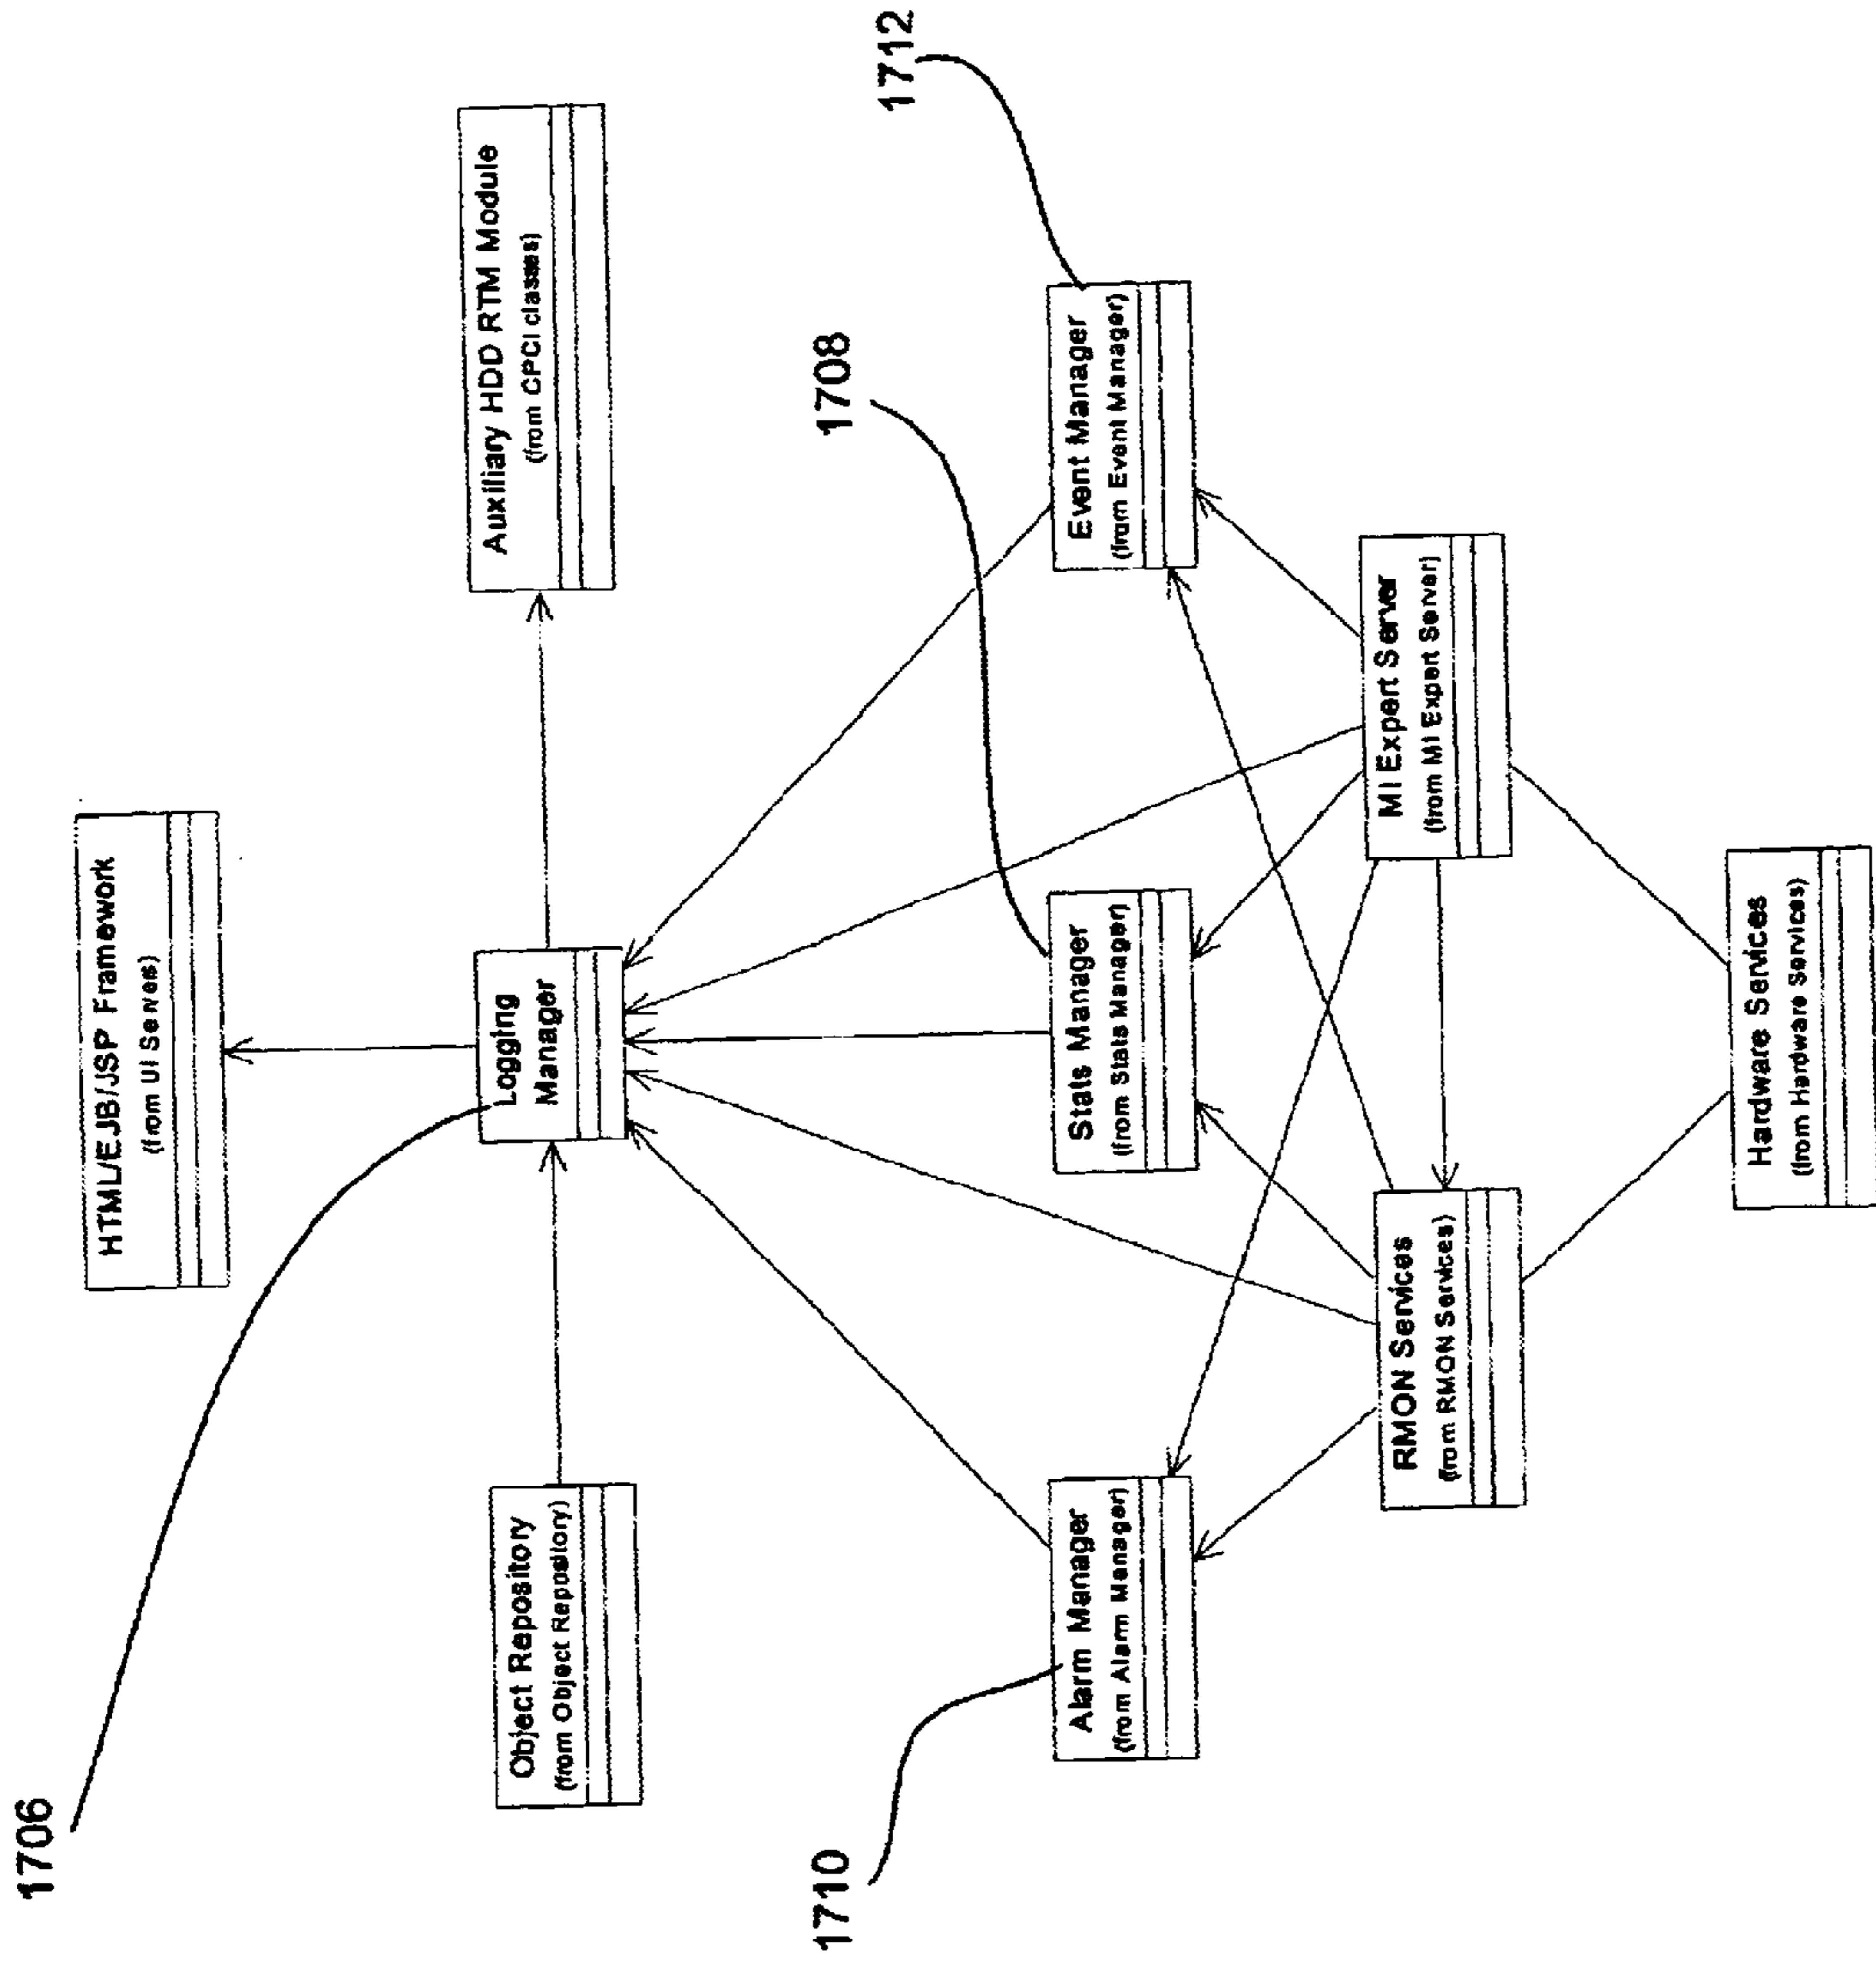 1706
HTML/EJB/JSP Framework
(from UI Serves)
Object Repository
(from Object Repository)
Logging
Manager
Auxiliary HDD RTM Module
(from CPCI classes)
1710
1708
1712
Alarm Manager
(from Alarm Manager)
Stats Manager
(from Stats Manager)
Event Manager
(from Event Manager)
RMON Services
(from RMON Services)
MI Expert Server
(from MI Expert Server)
Hardware Services
(from Hardware Services)